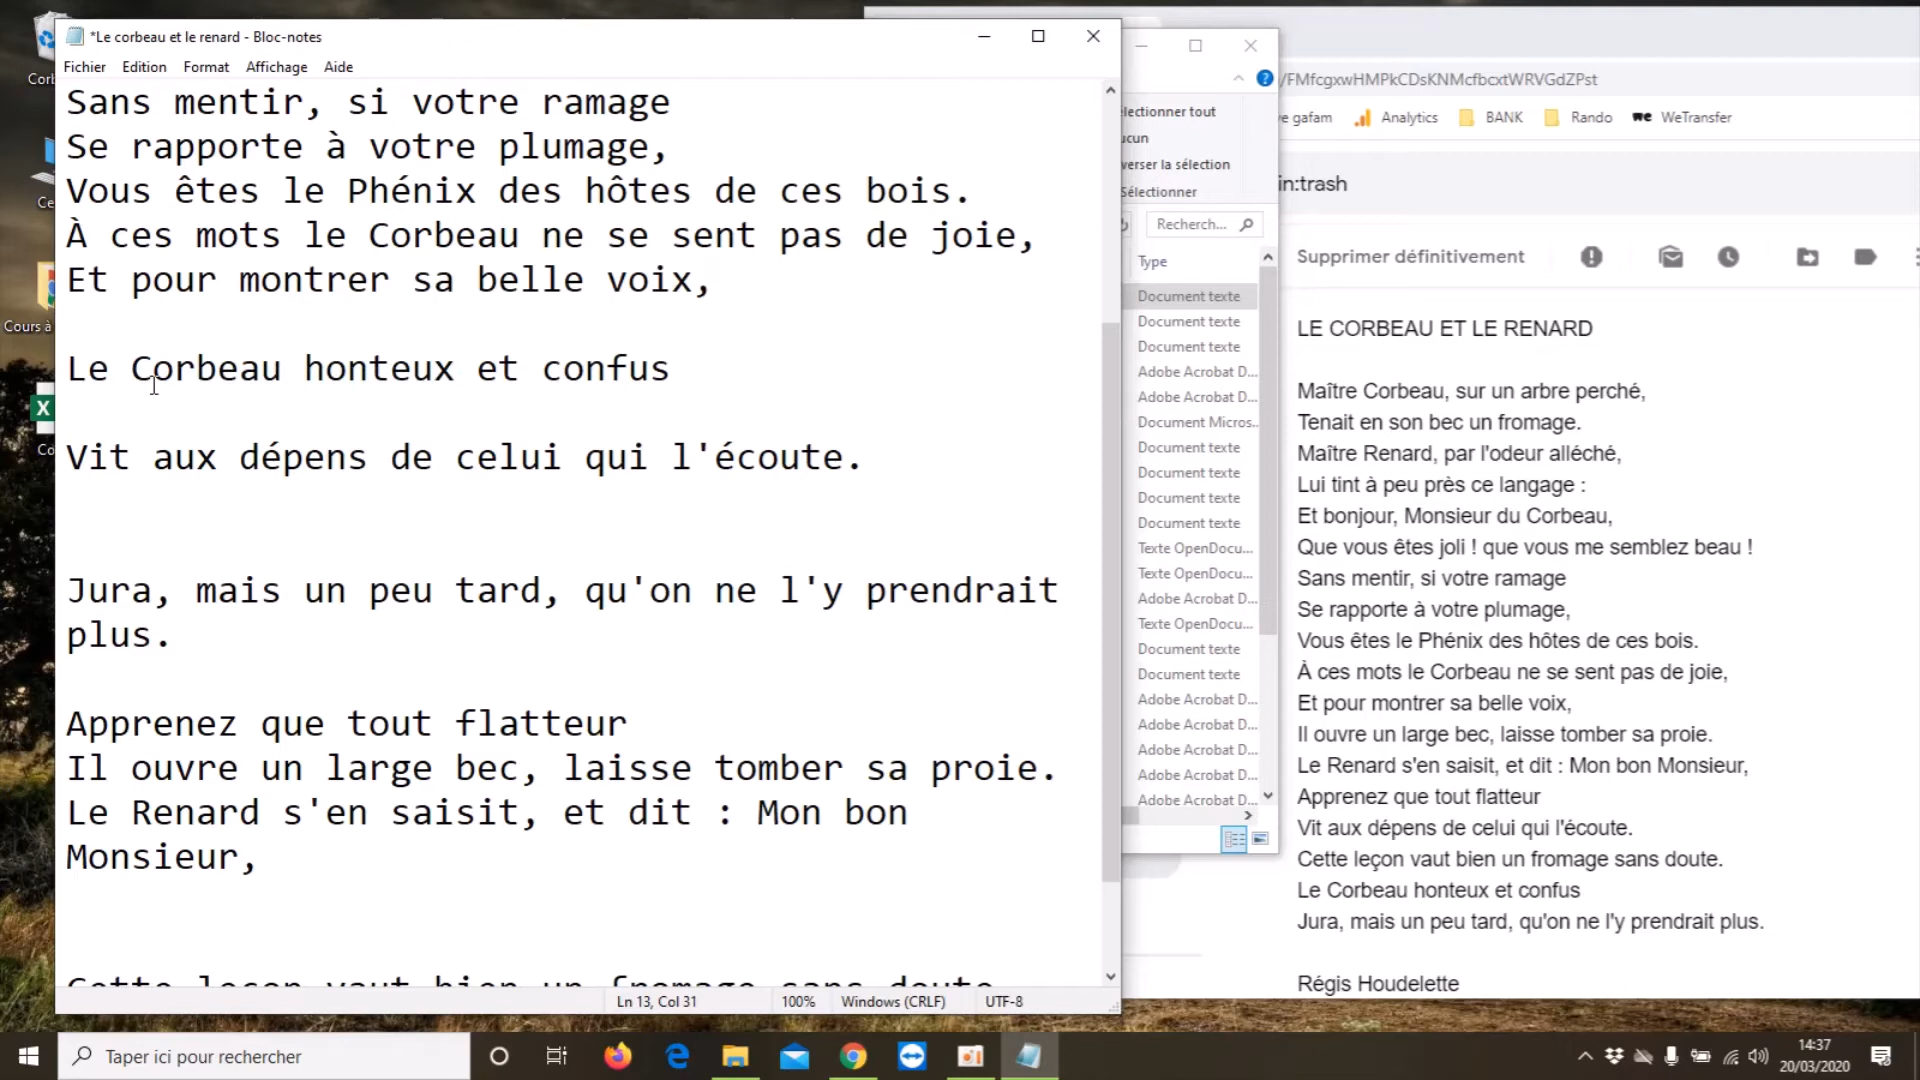 *Le corbeau et le renard - Bloc-notes
Fichier Edition Format Affichage Aide
Sans mentir, si votre ramage
Se rapporte à votre plumage,
Vous êtes le Phénix des hôtes de ces bois.
À ces mots le Corbeau ne se sent pas de joie,
Et pour montrer sa belle voix,
Le Corbeau honteux et confus
Vit aux dépens de celui qui l'écoute.
Jura, mais un peu tard, qu'on ne l'y prendrait
plus.
Apprenez que tout flatteur
Il ouvre un large bec, laisse tomber sa proie.
Le Renard s'en saisit, et dit : Mon bon
Monsieur,
Cette leçon vaut bien un fromage sans doute
Ln 13, Col 31 100% Windows (CRLF) UTF-8
Corb
Ce
Cours à
Co
électionner tout
ucun
verser la sélection
Sélectionner
Recherch...
Type
Document texte
Document texte
Document texte
Adobe Acrobat D...
Adobe Acrobat D...
Document Micros...
Document texte
Document texte
Document texte
Document texte
Texte OpenDocu...
Texte OpenDocu...
Adobe Acrobat D...
Texte OpenDocu...
Document texte
Document texte
Adobe Acrobat D...
Adobe Acrobat D...
Adobe Acrobat D...
Adobe Acrobat D...
Adobe Acrobat D...
/FMfcgxwHMPkCDsKNMcfbcxtWRVGdZPst
ve gafam Analytics BANK Rando we WeTransfer
in:trash
Supprimer définitivement
LE CORBEAU ET LE RENARD
Maître Corbeau, sur un arbre perché,
Tenait en son bec un fromage.
Maître Renard, par l'odeur alléché,
Lui tint à peu près ce langage :
Et bonjour, Monsieur du Corbeau,
Que vous êtes joli ! que vous me semblez beau !
Sans mentir, si votre ramage
Se rapporte à votre plumage,
Vous êtes le Phénix des hôtes de ces bois.
À ces mots le Corbeau ne se sent pas de joie,
Et pour montrer sa belle voix,
Il ouvre un large bec, laisse tomber sa proie.
Le Renard s'en saisit, et dit : Mon bon Monsieur,
Apprenez que tout flatteur
Vit aux dépens de celui qui l'écoute.
Cette leçon vaut bien un fromage sans doute.
Le Corbeau honteux et confus
Jura, mais un peu tard, qu'on ne l'y prendrait plus.
Régis Houdelette
Taper ici pour rechercher
14:37
20/03/2020